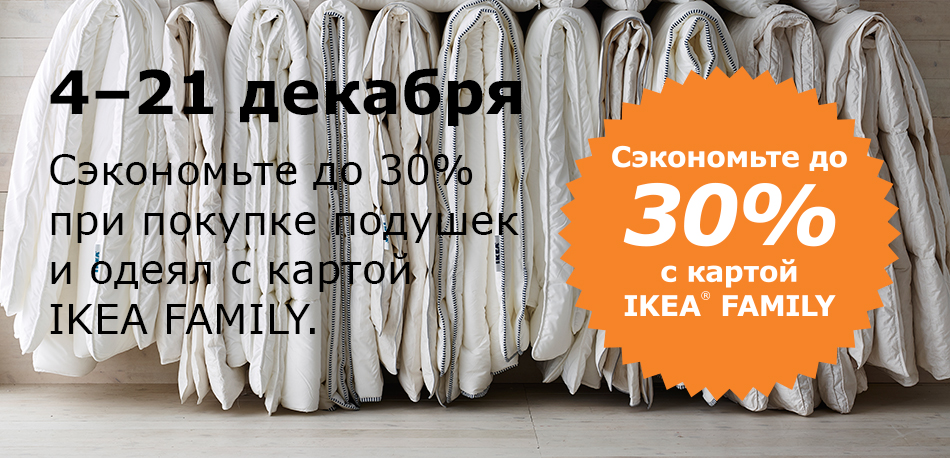 4–21 декабря
Сэкономьте до 30%
при покупке подушек
и одеял с картой
IKEA FAMILY.
Сэкономьте до
30%
с картой
IKEA® FAMILY